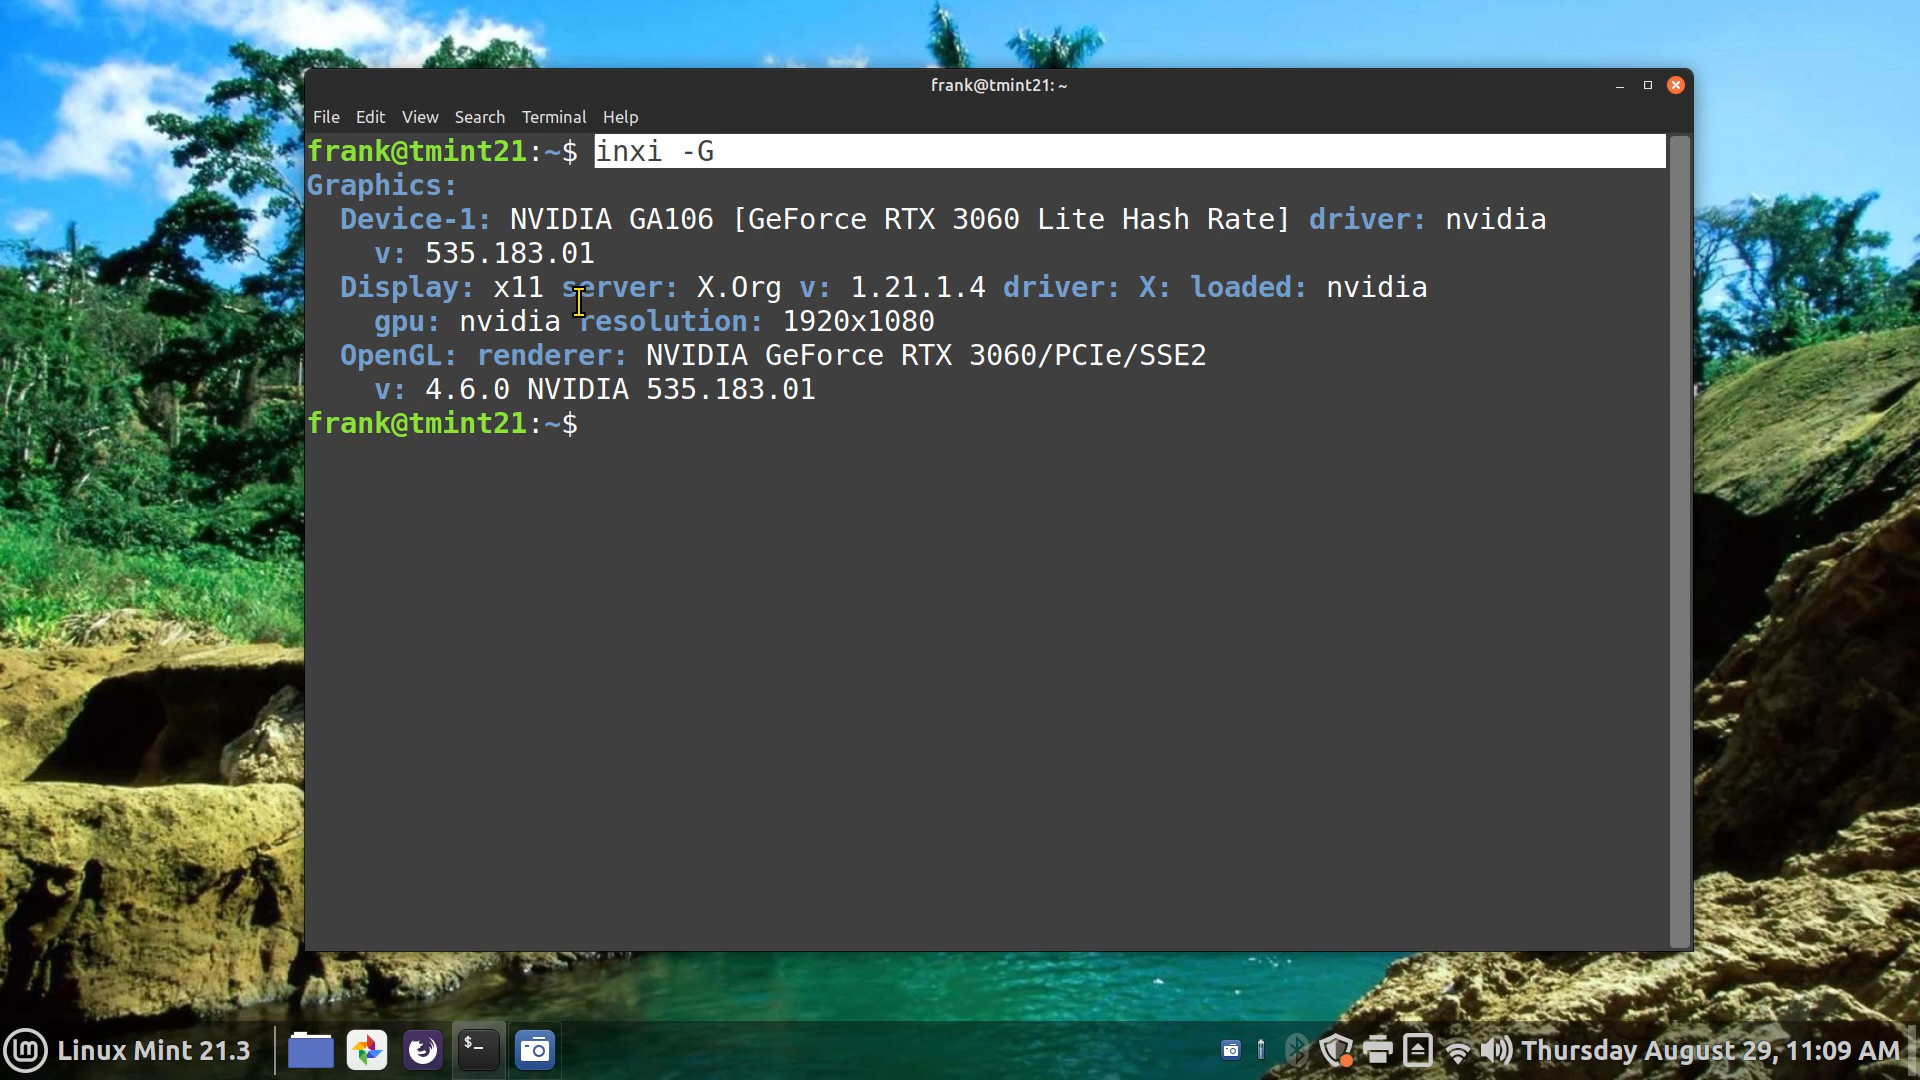 frank@tmint21: ~
File Edit View Search Terminal Help
frank@tmint21:~$ inxi -G
Graphics:
Device-1: NVIDIA GA106 [GeForce RTX 3060 Lite Hash Rate] driver: nvidia
v: 535.183.01
Display: x11 server: X.Org v: 1.21.1.4 driver: X: loaded: nvidia
gpu: nvidia resolution: 1920x1080
OpenGL: renderer: NVIDIA GeForce RTX 3060/PCIe/SSE2
v: 4.6.0 NVIDIA 535.183.01
frank@tmint21:~$
Linux Mint 21.3
$_
Thursday August 29, 11:09 AM